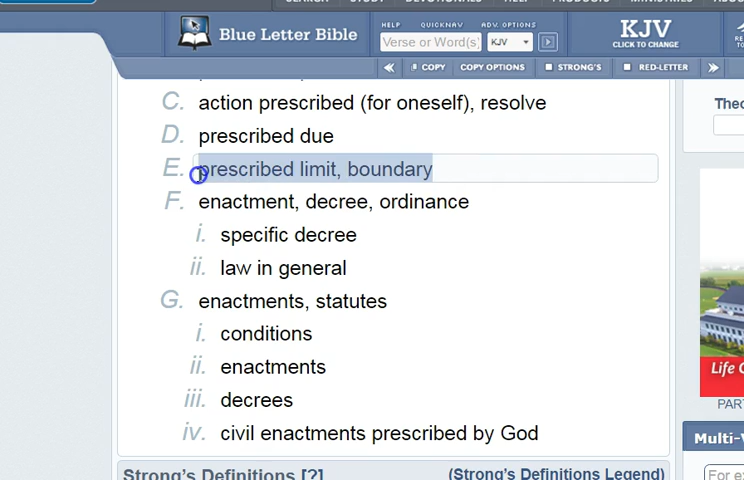 HELP QUICKNAV ADV. OPTIONS
Blue Letter Bible Verse or Word(s) KJV KJV
CLICK TO CHANGE
COPY COPY OPTIONS STRONG'S RED-LETTER
C. action prescribed (for oneself), resolve
D. prescribed due
E. prescribed limit, boundary
F. enactment, decree, ordinance
i. specific decree
ii. law in general
G. enactments, statutes
i. conditions
ii. enactments
iii. decrees
iv. civil enactments prescribed by God
Strong's Definitions [?] (Strong's Definitions Legend)
Theo
Life
PAR
Multi-V
For e